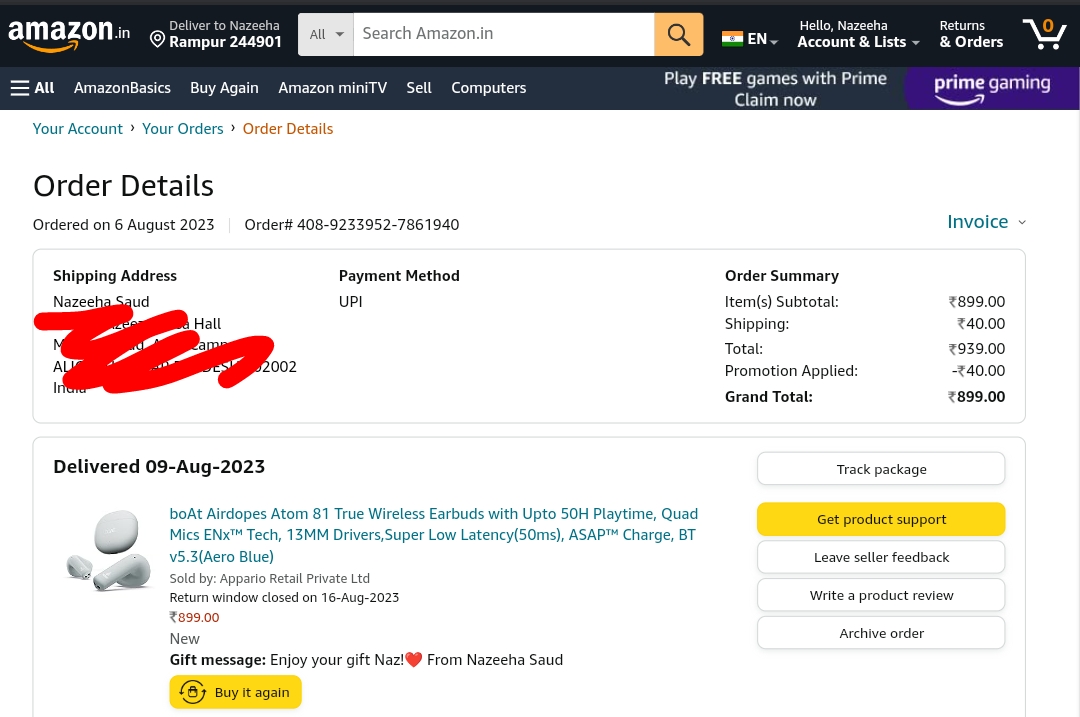 amazon.in
Deliver to Nazeeha
Rampur 244901
All
Search Amazon.in
EN
Hello, Nazeeha
Account & Lists
Returns
& Orders
0
All
AmazonBasics
Buy Again
Amazon miniTV
Sell
Computers
Play FREE games with Prime
Claim now
prime gaming
Your Account › Your Orders › Order Details
Order Details
Ordered on 6 August 2023
Order# 408-9233952-7861940
Invoice
Shipping Address
Nazeeha Saud
Hall
India
Payment Method
UPI
Order Summary
Item(s) Subtotal: ₹899.00
Shipping: ₹40.00
Total: ₹939.00
Promotion Applied: -₹40.00
Grand Total: ₹899.00
Delivered 09-Aug-2023
boAt Airdopes Atom 81 True Wireless Earbuds with Upto 50H Playtime, Quad
Mics ENx™ Tech, 13MM Drivers,Super Low Latency(50ms), ASAP™ Charge, BT
v5.3(Aero Blue)
Sold by: Appario Retail Private Ltd
Return window closed on 16-Aug-2023
₹899.00
New
Gift message: Enjoy your gift Naz!❤️ From Nazeeha Saud
Buy it again
Track package
Get product support
Leave seller feedback
Write a product review
Archive order